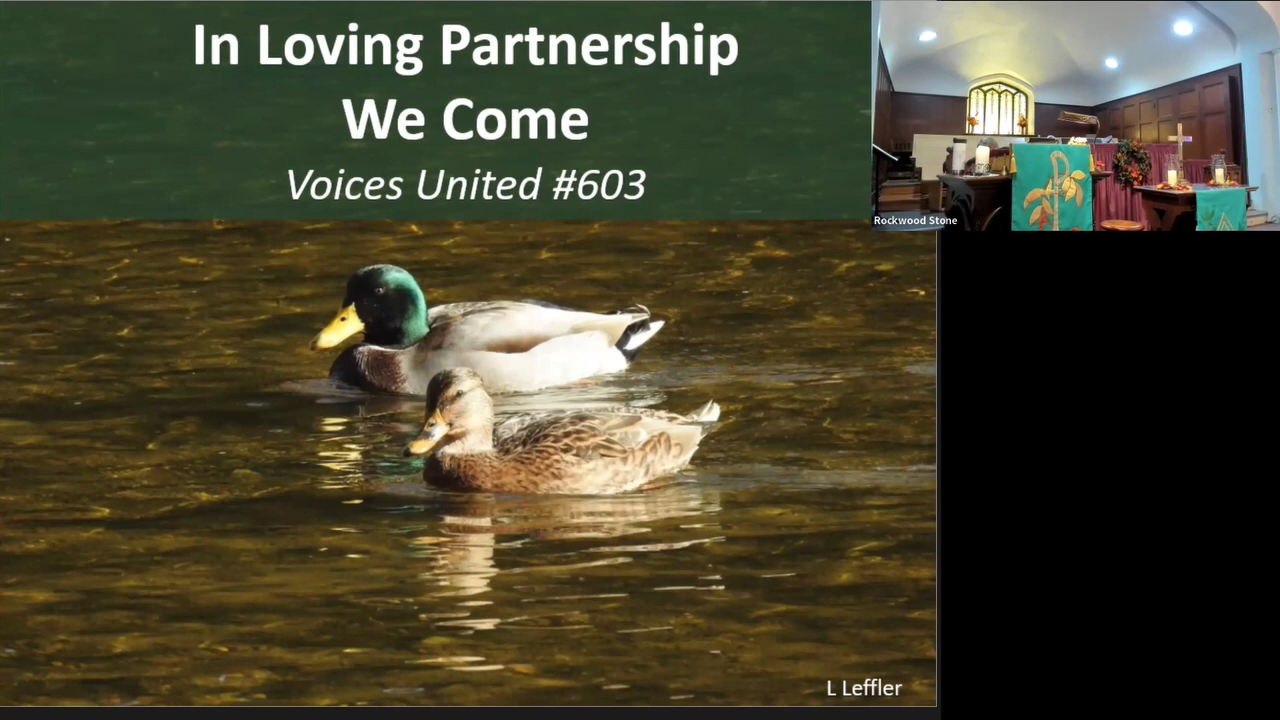 In Loving Partnership
We Come
Voices United #603
Rockwood Stone
L Leffler